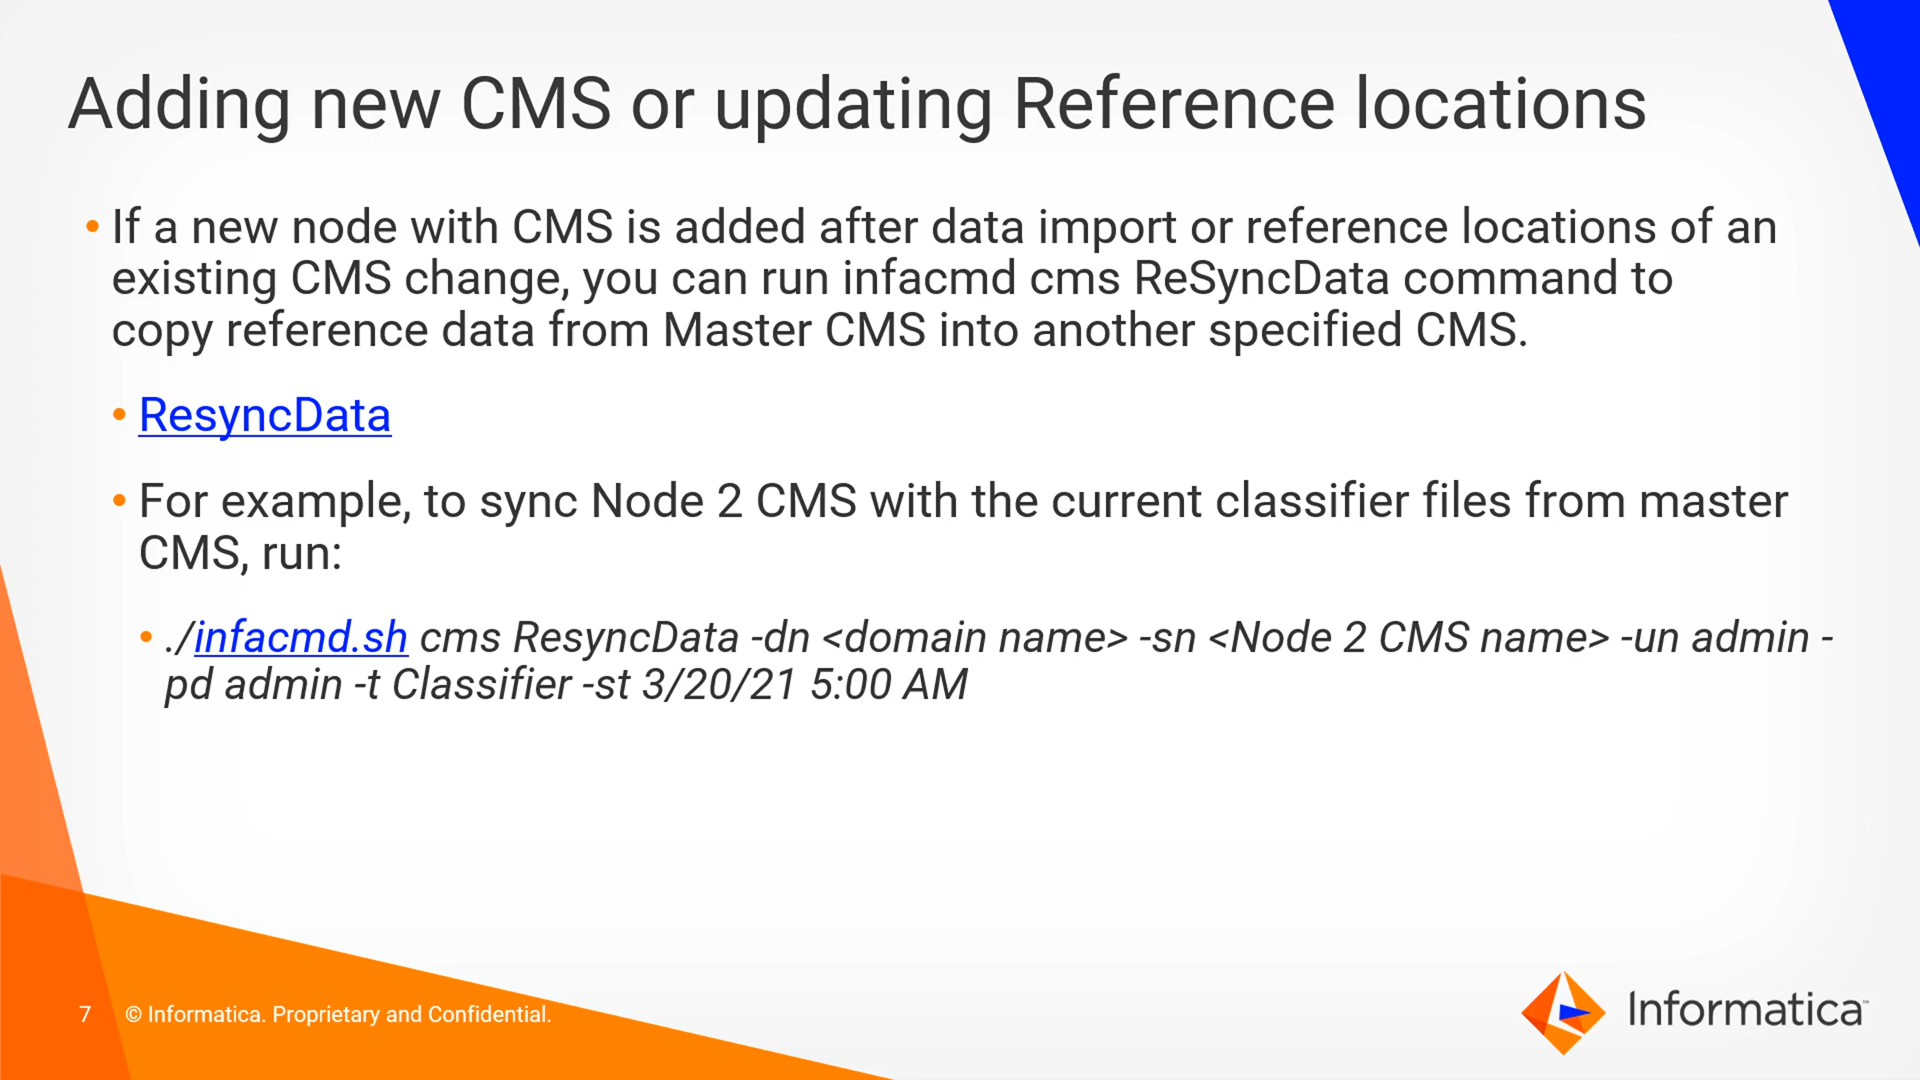 Adding new CMS or updating Reference locations
• If a new node with CMS is added after data import or reference locations of an
existing CMS change, you can run infacmd cms ReSyncData command to
copy reference data from Master CMS into another specified CMS.
• ResyncData
• For example, to sync Node 2 CMS with the current classifier files from master
CMS, run:
• ./infacmd.sh cms ResyncData -dn <domain name> -sn <Node 2 CMS name> -un admin -
pd admin -t Classifier -st 3/20/21 5:00 AM
7 © Informatica. Proprietary and Confidential.
Informatica™